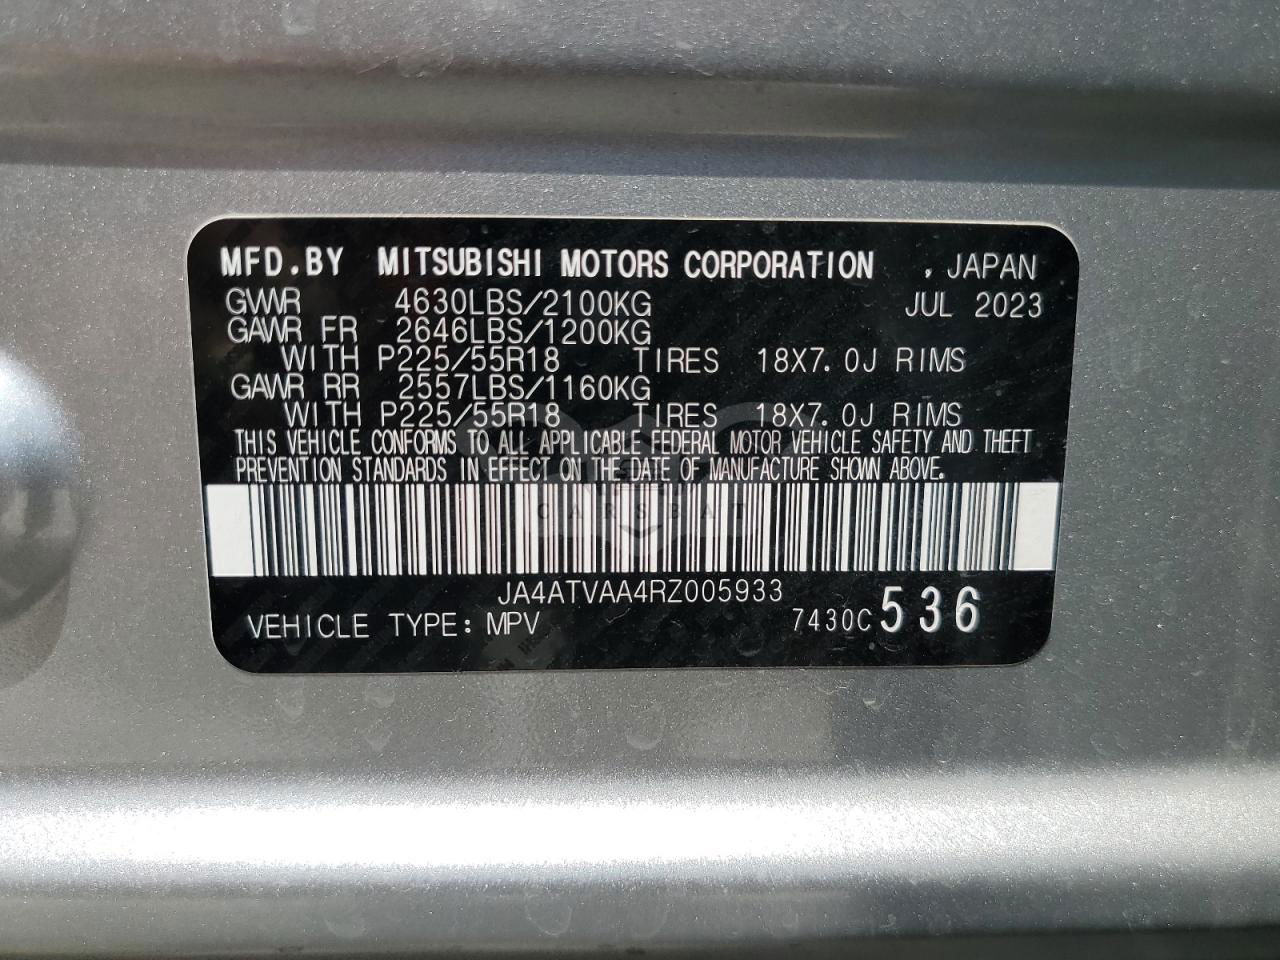 MFD.BY MITSUBISHI MOTORS CORPORATION , JAPAN
GVWR 4630LBS/2100KG JUL 2023
GAWR FR 2646LBS/1200KG
WITH P225/55R18 TIRES 18X7.0J RIMS
GAWR RR 2557LBS/1160KG
WITH P225/55R18 TIRES 18X7.0J RIMS
THIS VEHICLE CONFORMS TO ALL APPLICABLE FEDERAL MOTOR VEHICLE SAFETY AND THEFT
PREVENTION STANDARDS IN EFFECT ON THE DATE OF MANUFACTURE SHOWN ABOVE.
CARSBAT
JA4ATVAA4RZ005933
VEHICLE TYPE: MPV 7430C 536